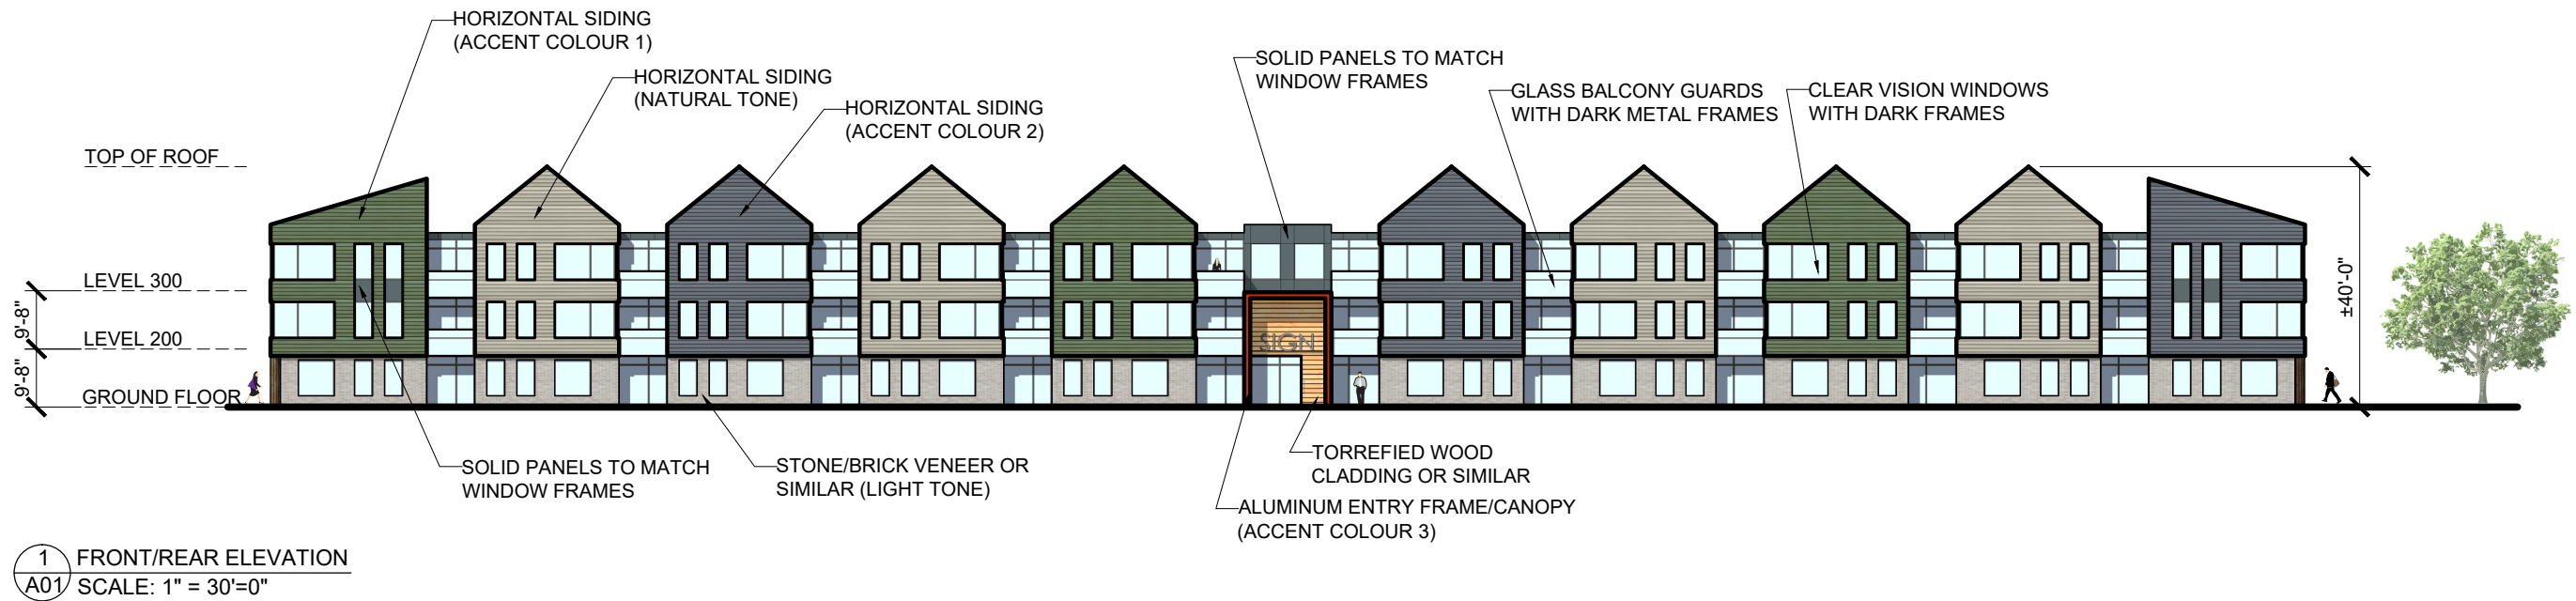 HORIZONTAL SIDING
(ACCENT COLOUR 1)
HORIZONTAL SIDING
(NATURAL TONE)
HORIZONTAL SIDING
(ACCENT COLOUR 2)
SOLID PANELS TO MATCH
WINDOW FRAMES
GLASS BALCONY GUARDS
WITH DARK METAL FRAMES
CLEAR VISION WINDOWS
WITH DARK FRAMES
TOP OF ROOF
LEVEL 300
9'-8"
LEVEL 200
9'-8"
GROUND FLOOR
SIGN
±40'-0"
SOLID PANELS TO MATCH
WINDOW FRAMES
STONE/BRICK VENEER OR
SIMILAR (LIGHT TONE)
TORREFIED WOOD
CLADDING OR SIMILAR
ALUMINUM ENTRY FRAME/CANOPY
(ACCENT COLOUR 3)
1
A01
FRONT/REAR ELEVATION
SCALE: 1" = 30'=0"